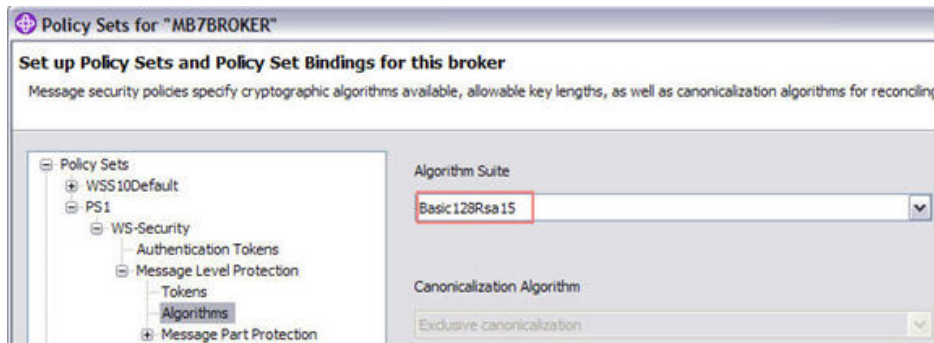 Policy Sets for "MB7BROKER"
Set up Policy Sets and Policy Set Bindings for this broker
Message security policies specify cryptographic algorithms available, allowable key lengths, as well as canonicalization algorithms for reconciling
Policy Sets
WSS10Default
PS1
WS-Security
Authentication Tokens
Message Level Protection
Tokens
Algorithms
Message Part Protection
Algorithm Suite
Basic128Rsa15
Canonicalization Algorithm
Exclusive canonicalization